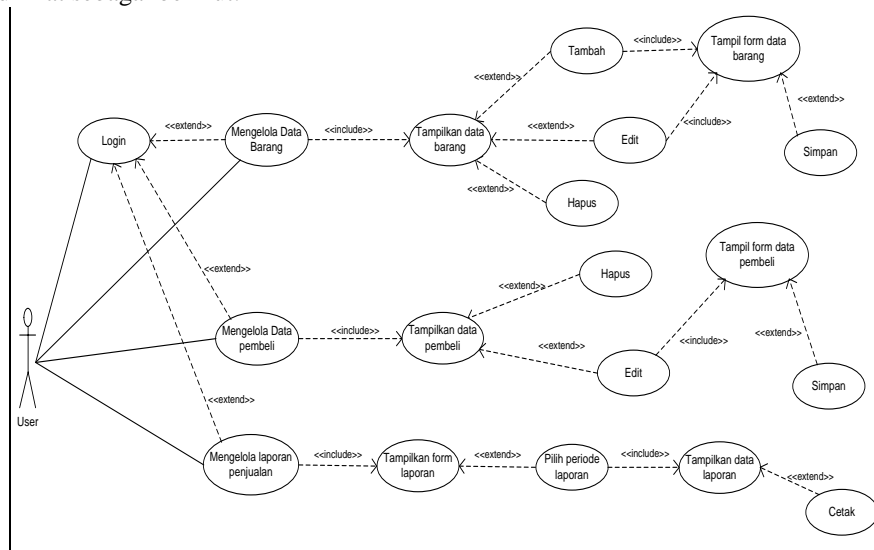 sebagai
<<include>>
Tambah
Tampil form data
barang
<<extend>>
<<extend>>
Login
<<extend>>
Mengelola Data
Barang
<<include>>
Tampilkan data
barang
<<extend>>
Edit
<<include>>
Simpan
<<extend>>
Hapus
Tampil form data
pembeli
<<extend>>
Hapus
<<extend>>
Mengelola Data
pembeli
<<include>>
Tampilkan data
pembeli
<<extend>>
Edit
<<include>>
<<extend>>
Simpan
User
<<extend>>
Mengelola laporan
penjualan
<<include>>
Tampilkan form
laporan
<<extend>>
Pilih periode
laporan
<<include>>
Tampilkan data
laporan
<<extend>>
Cetak